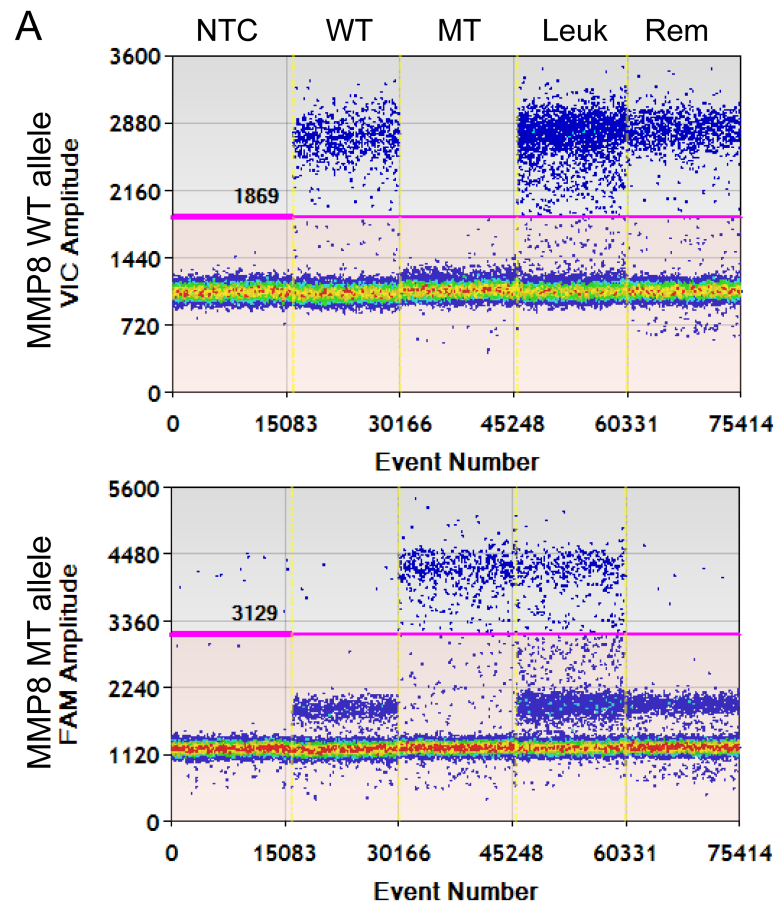 A
NTC WT MT Leuk Rem
MMP8 WT allele
VIC Amplitude
3600
2880
2160
1440
720
0
1869
0 15083 30166 45248 60331 75414
Event Number
MMP8 MT allele
FAM Amplitude
5600
4480
3360
2240
1120
0
3129
0 15083 30166 45248 60331 75414
Event Number